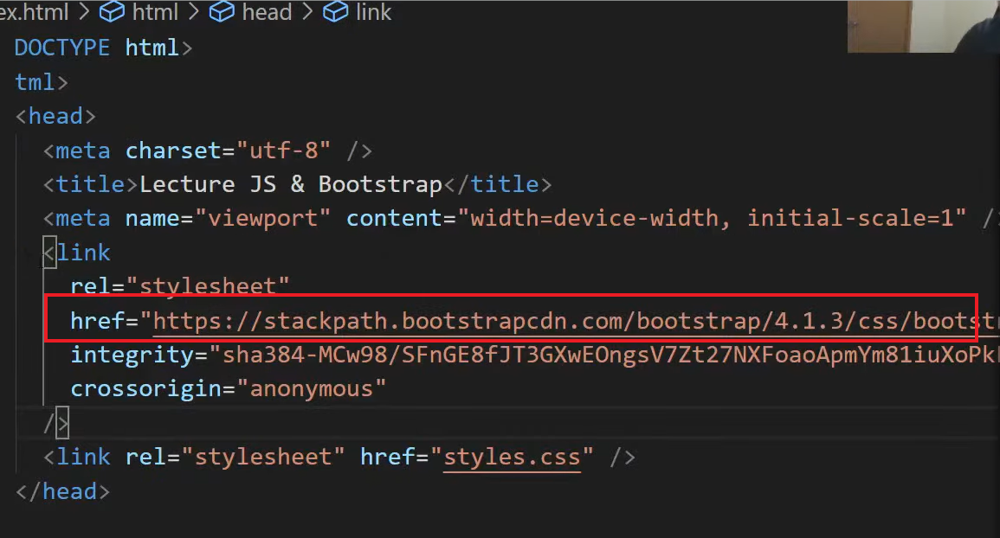 ex.html > html > head > link
DOCTYPE html>
tml>
<head>
<meta charset="utf-8" />
<title>Lecture JS & Bootstrap</title>
<meta name="viewport" content="width=device-width, initial-scale=1" />
<link
rel="stylesheet"
href="https://stackpath.bootstrapcdn.com/bootstrap/4.1.3/css/bootstr
integrity="sha384-MCw98/SFnGE8fJT3GXwEOngsV7Zt27NXFoaoApmYm81iuXoPk
crossorigin="anonymous"
/>
<link rel="stylesheet" href="styles.css" />
</head>